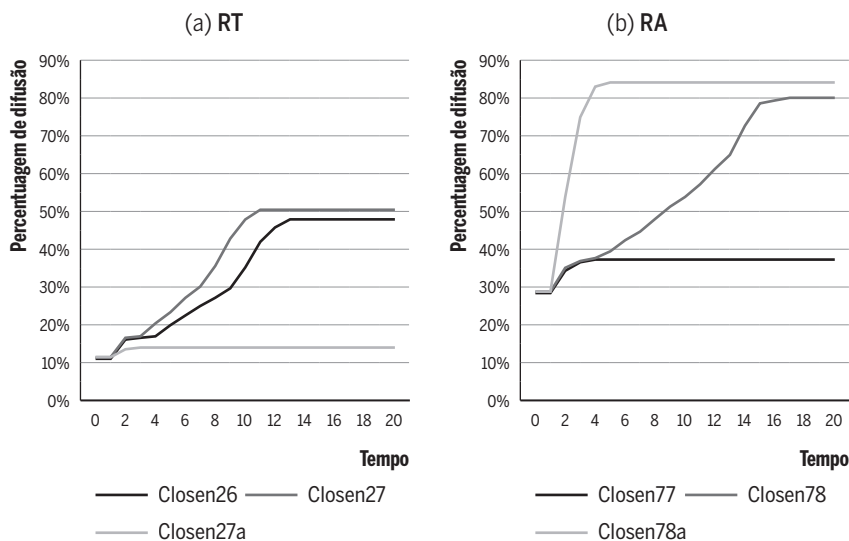 (a) RT
Percentuagem de difusão
90%
80%
70%
60%
50%
40%
30%
20%
10%
0%
0 2 4 6 8 10 12 14 16 18 20
Tempo
Closen26 Closen27
Closen27a
(b) RA
Percentuagem de difusão
90%
80%
70%
60%
50%
40%
30%
20%
10%
0%
0 2 4 6 8 10 12 14 16 18 20
Tempo
Closen77 Closen78
Closen78a